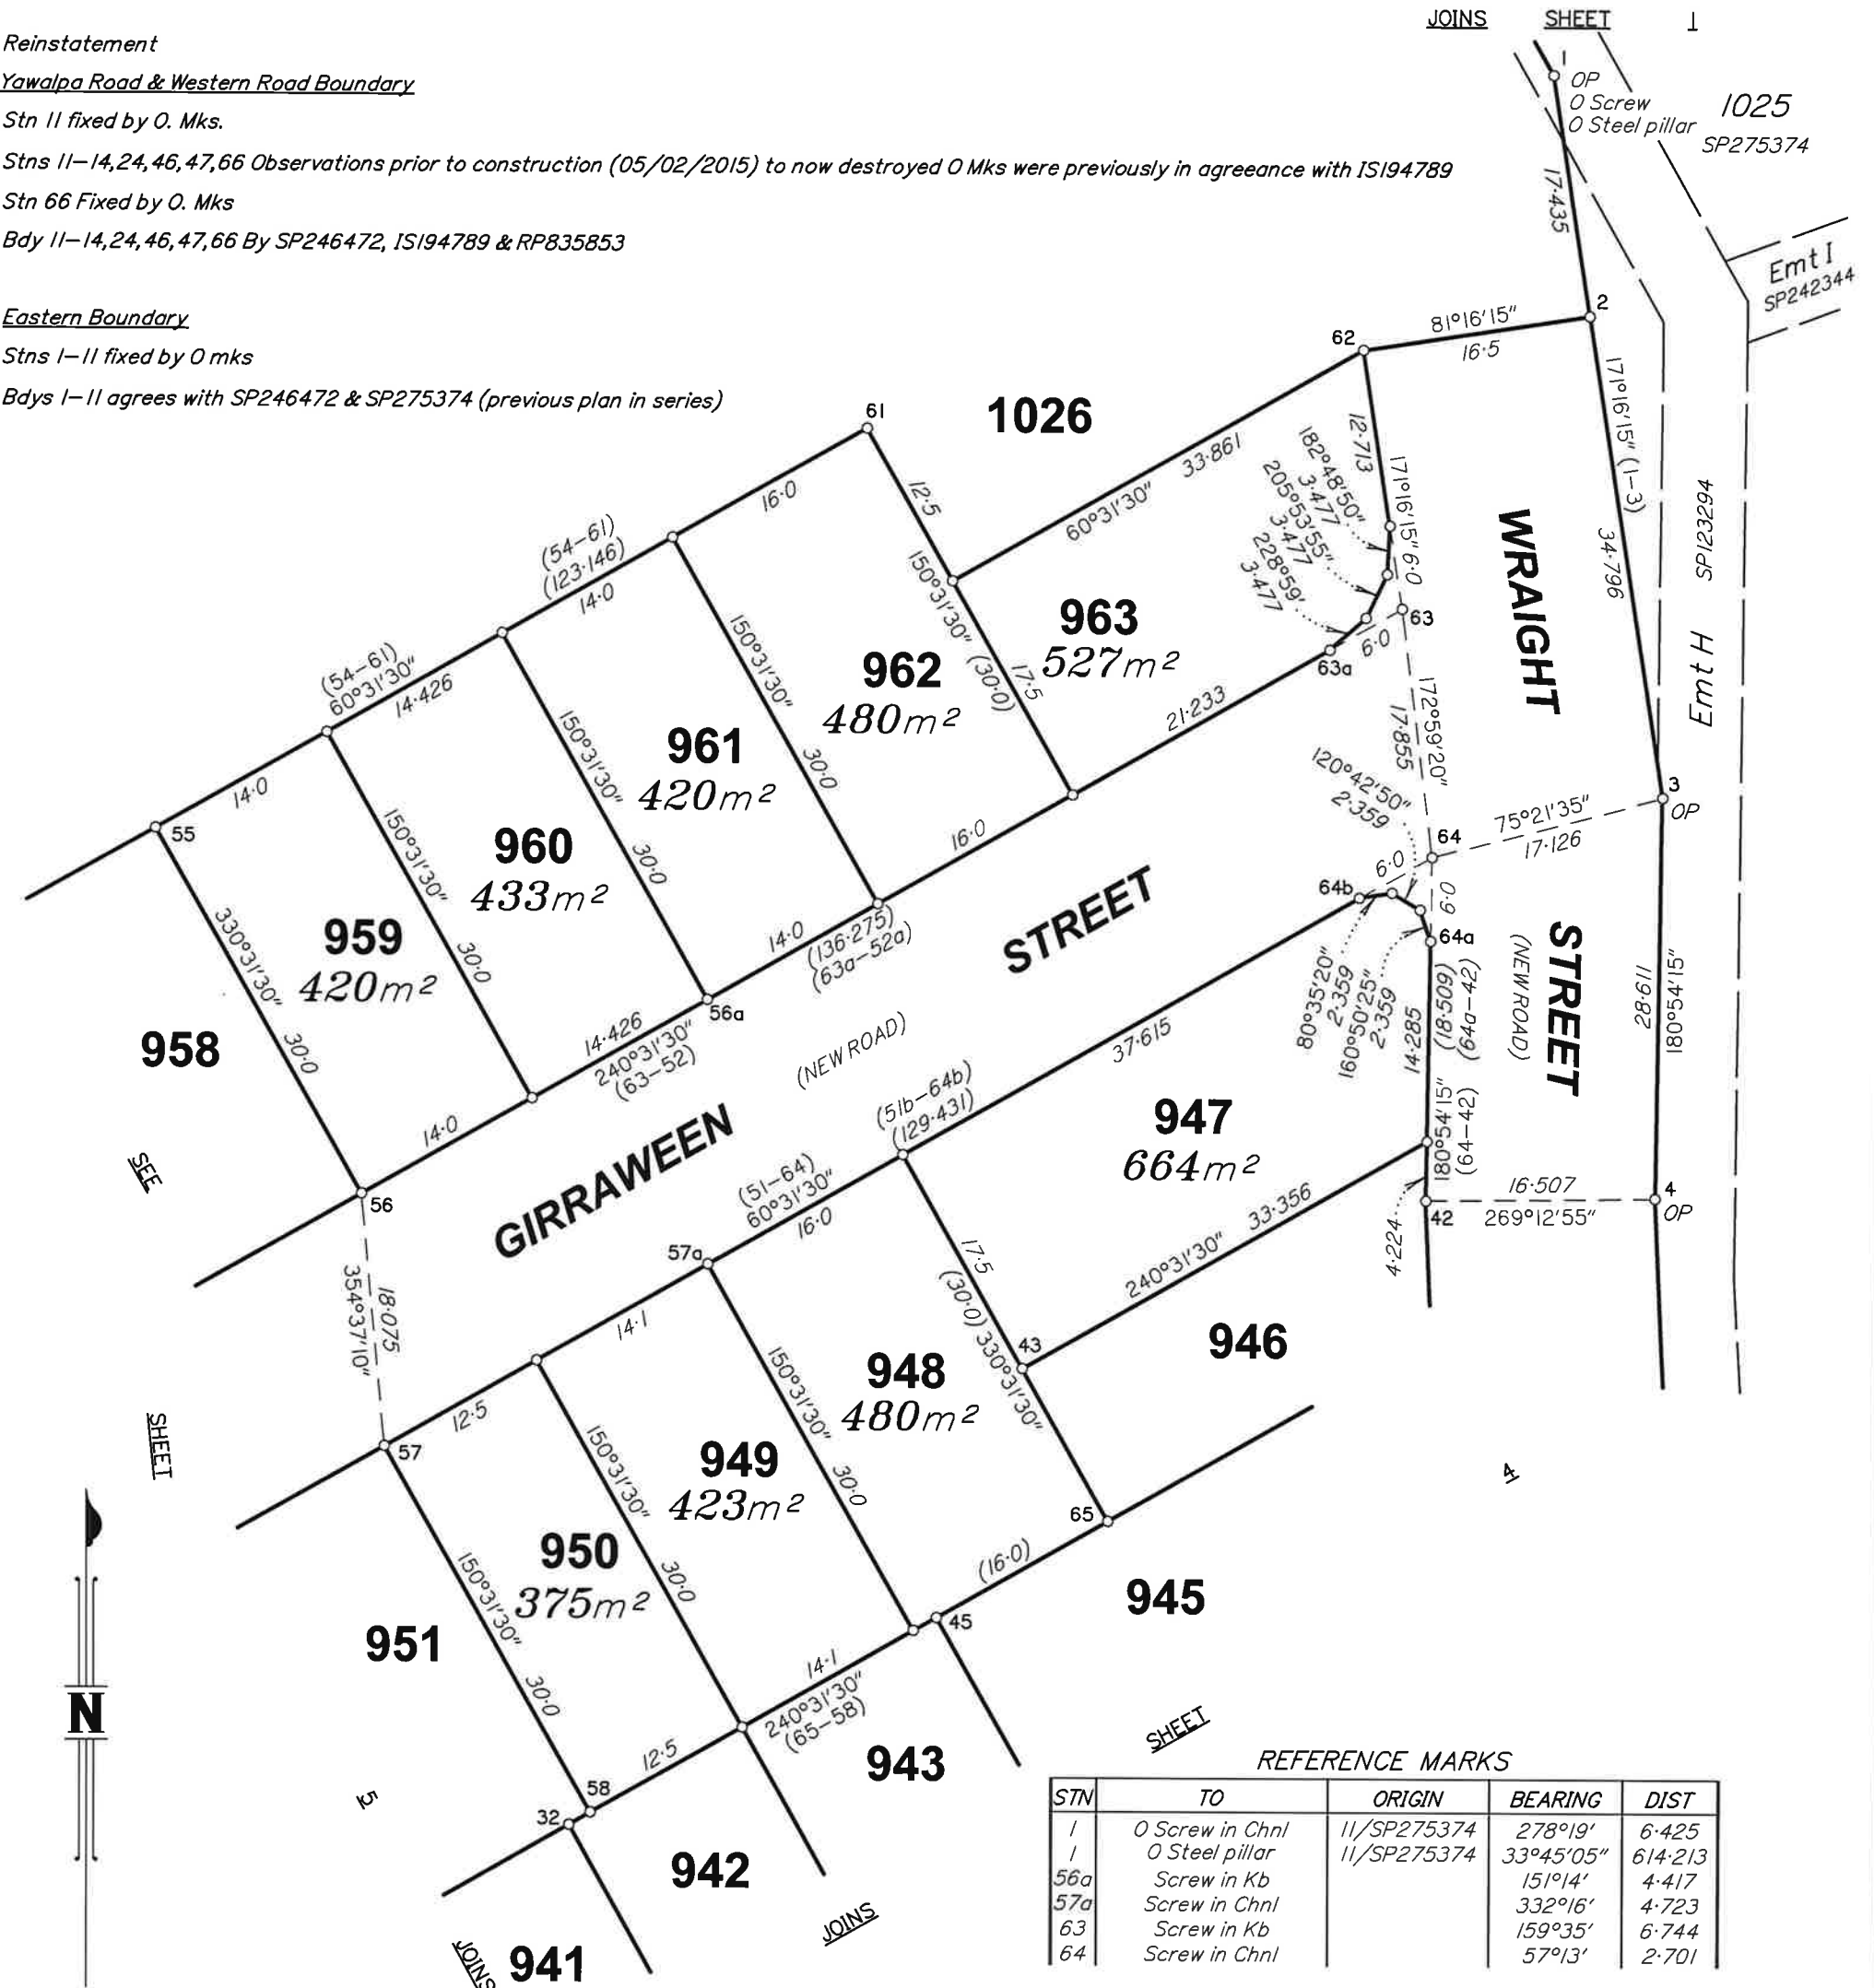 JOINS SHEET 1
Reinstatement
Yawalpa Road & Western Road Boundary
Stn 11 fixed by O. Mks.
Stns 11-14,24,46,47,66 Observations prior to construction (05/02/2015) to now destroyed O Mks were previously in agreeance with IS194789
Stn 66 Fixed by O. Mks
Bdy 11-14,24,46,47,66 By SP246472, IS194789 & RP835853
Eastern Boundary
Stns 1-11 fixed by O mks
Bdys 1-11 agrees with SP246472 & SP275374 (previous plan in series)
1
OP
O Screw
O Steel pillar
1025
SP275374
17·435
Emt I
SP242344
2
81°16'15"
16·5
62
171°16'15" (1-3)
34·796
Emt H SP123294
61
1026
12·5
33·861
60°31'30"
12·713
171°16'15" 6·0
182°48'50"
3·477
205°53'55"
3·477
228°59'
3·477
16·0
(54-61)
(123·146)
14·0
(54-61)
60°31'30"
14·426
14·0
55
963
527m²
63
6·0
63a
WRAIGHT
150°31'30" (30·0)
17·5
962
480m²
150°31'30"
30·0
961
420m²
150°31'30"
30·0
960
433m²
150°31'30"
30·0
959
420m²
330°31'30"
30·0
958
21·233
172°59'20"
17·855
120°42'50"
2·359
3
OP
75°21'35"
17·126
64
6·0
6·0
64b
64a
16·0
14·0
(136·275)
(63a-52a)
56a
14·426
240°31'30"
(63-52)
14·0
56
STREET
(NEW ROAD)
GIRRAWEEN
80°35'20"
2·359
160°50'25"
2·359
14·285
(18·509)
(64a-42)
(NEW ROAD)
STREET
28·611
180°54'15"
37·615
(51b-64b)
(129·431)
947
664m²
180°54'15"
(64-42)
16·507
269°12'55"
4
OP
42
4·224
33·356
240°31'30"
SEE
SHEET
5
354°37'10"
18·075
57
(51-64)
60°31'30"
16·0
57a
14·1
12·5
17·5
(30·0) 330°31'30"
43
946
948
480m²
150°31'30"
30·0
949
423m²
150°31'30"
30·0
950
375m²
150°31'30"
30·0
951
65
(16·0)
45
945
4
14·1
240°31'30"
(65-58)
12·5
58
32
943
942
941
JOINS
JOINS
SHEET
N
REFERENCE MARKS
STN TO ORIGIN BEARING DIST
1 O Screw in Chnl 11/SP275374 278°19' 6·425
1 O Steel pillar 11/SP275374 33°45'05" 614·213
56a Screw in Kb 151°14' 4·417
57a Screw in Chnl 332°16' 4·723
63 Screw in Kb 159°35' 6·744
64 Screw in Chnl 57°13' 2·701